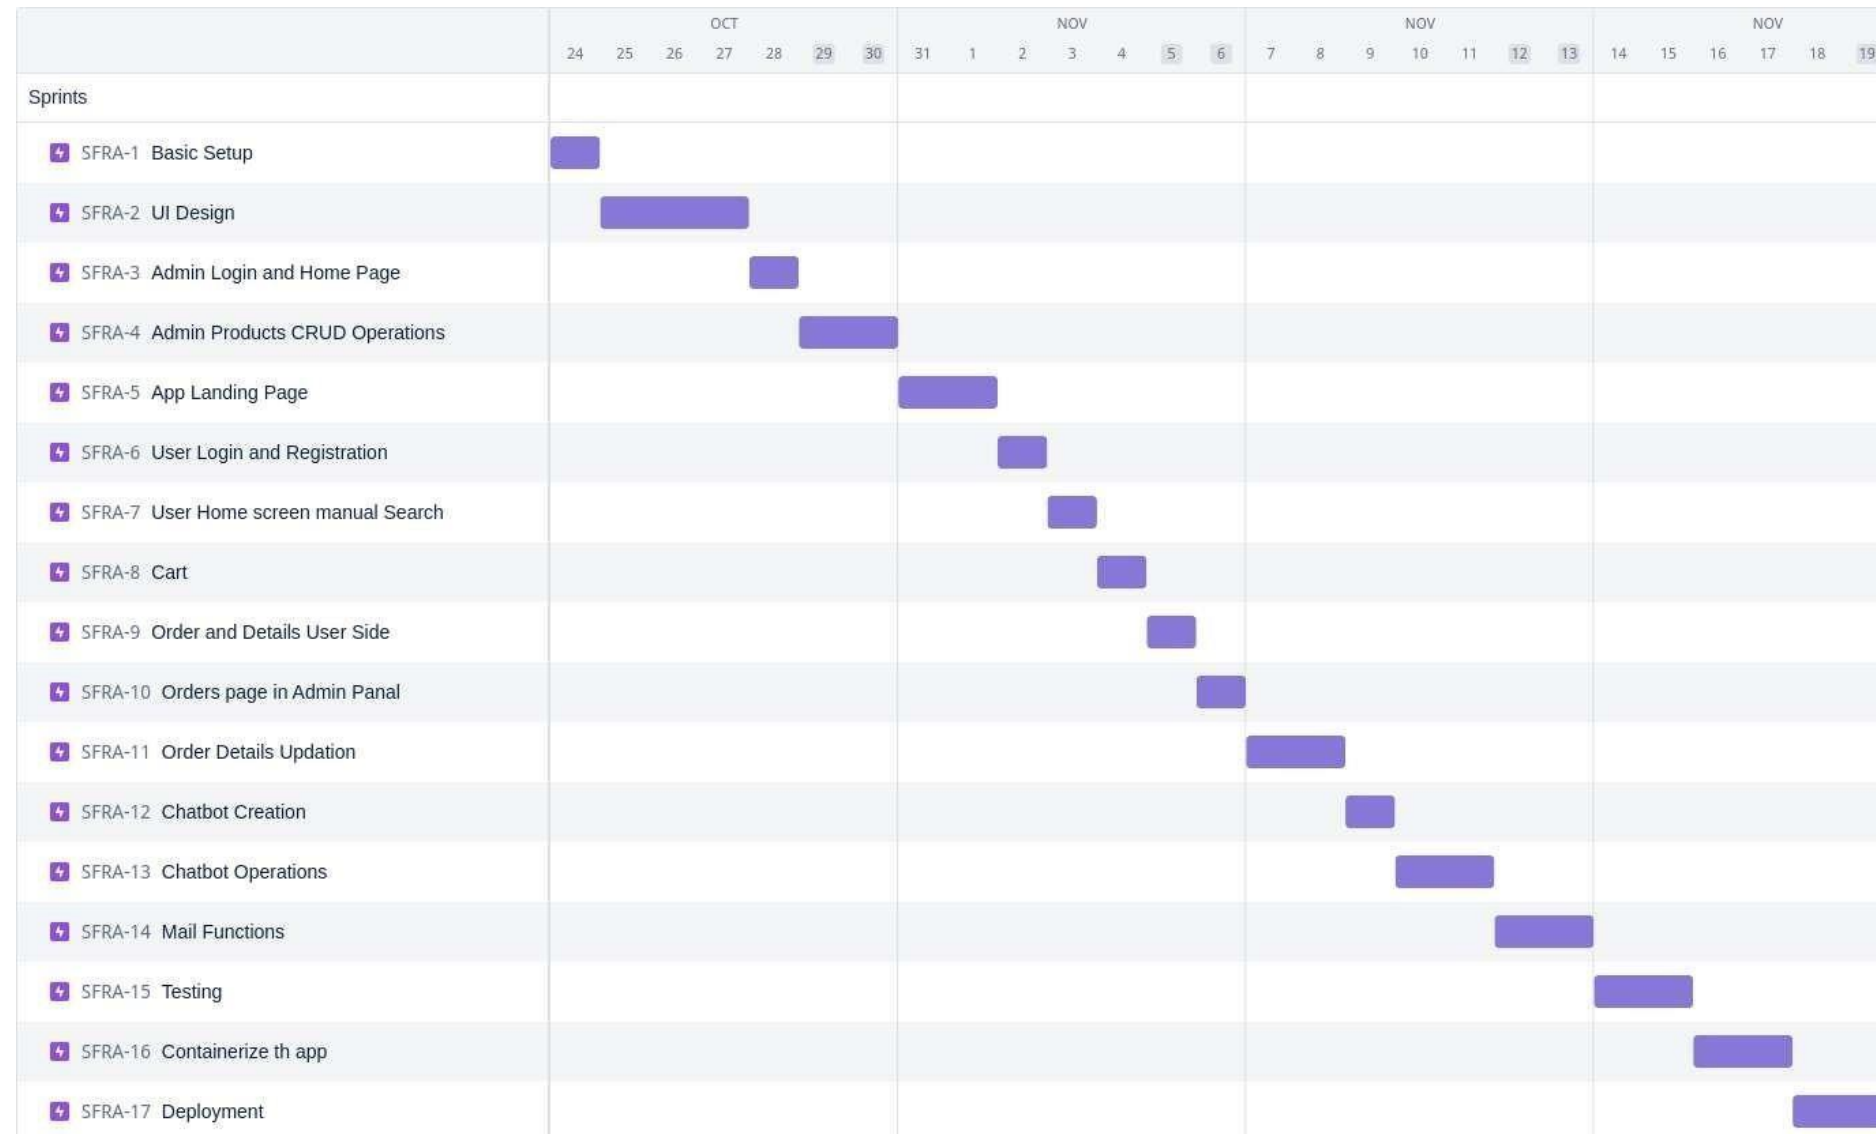 OCT NOV NOV NOV
24 25 26 27 28 29 30 31 1 2 3 4 5 6 7 8 9 10 11 12 13 14 15 16 17 18 19
Sprints
SFRA-1 Basic Setup
SFRA-2 UI Design
SFRA-3 Admin Login and Home Page
SFRA-4 Admin Products CRUD Operations
SFRA-5 App Landing Page
SFRA-6 User Login and Registration
SFRA-7 User Home screen manual Search
SFRA-8 Cart
SFRA-9 Order and Details User Side
SFRA-10 Orders page in Admin Panal
SFRA-11 Order Details Updation
SFRA-12 Chatbot Creation
SFRA-13 Chatbot Operations
SFRA-14 Mail Functions
SFRA-15 Testing
SFRA-16 Containerize th app
SFRA-17 Deployment